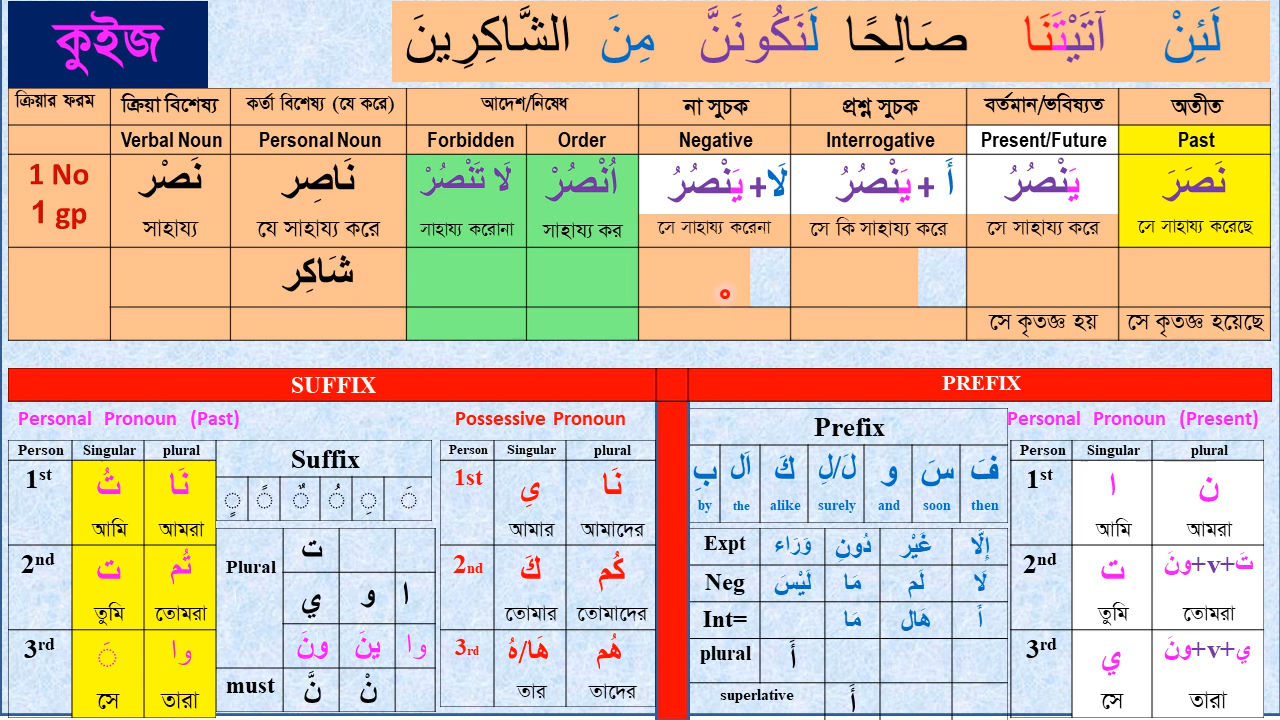 কুইজ
لَئِنْ آتَيْتَنَا صَالِحًا لَنَكُونَنَّ مِنَ الشَّاكِرِينَ
ক্রিয়ার ফরম ক্রিয়া বিশেষ্য কর্তা বিশেষ্য (যে করে) আদেশ/নিষেধ না সুচক প্রশ্ন সুচক বর্তমান/ভবিষ্যত অতীত
Verbal Noun Personal Noun Forbidden Order Negative Interrogative Present/Future Past
1 No
1 gp
نَصْر نَاصِر لَا تَنْصُرْ اُنْصُرْ لَا+ يَنْصُرُ أَ + يَنْصُرُ يَنْصُرُ نَصَرَ
সাহায্য যে সাহায্য করে সাহায্য করোনা সাহায্য কর সে সাহায্য করেনা সে কি সাহায্য করে সে সাহায্য করে সে সাহায্য করেছে
شَاكِر
সে কৃতজ্ঞ হয় সে কৃতজ্ঞ হয়েছে
SUFFIX
Personal Pronoun (Past)
Person Singular plural
1st تُ نَا
আমি আমরা
2nd ت تُم
তুমি তোমরা
3rd ◌َ وا
সে তারা
Suffix
◌ٍ ◌ً ◌ٌ ◌ُ ◌ِ ◌َ
Plural
ت
ي و ا
ونَ ينَ وا
must نَّ نْ
Possessive Pronoun
Person Singular plural
1st ي نَا
আমার আমাদের
2nd كَ كُم
তোমার তোমাদের
3rd هَا/هُ هُم
তার তাদের
PREFIX
Prefix
بِ اَل كَ لَ/لِ و سَ فَ
by the alike surely and soon then
Expt وَرَاء دُونِ غَيْر إِلَّا
Neg لَيْسَ مَا لَم لَا
Int= مَا هَال أَ
plural أَ
superlative أَ
Personal Pronoun (Present)
Person Singular plural
1st ا ن
আমি আমরা
2nd ت تَ+v+ونَ
তুমি তোমরা
3rd ي ي+v+ونَ
সে তারা